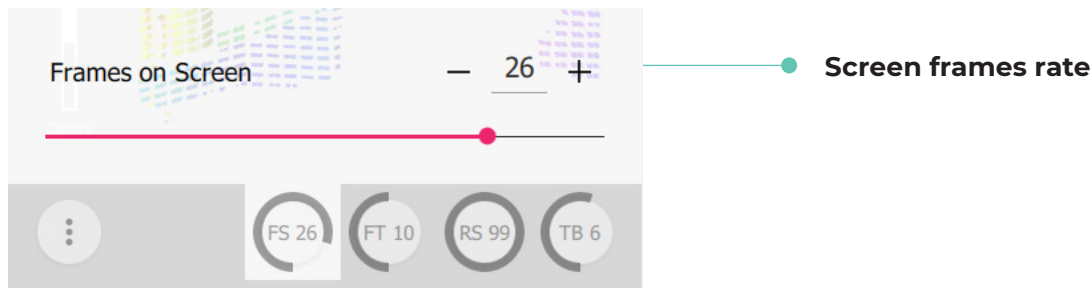 Frames on Screen − 26 + Screen frames rate
FS 26 FT 10 RS 99 TB 6